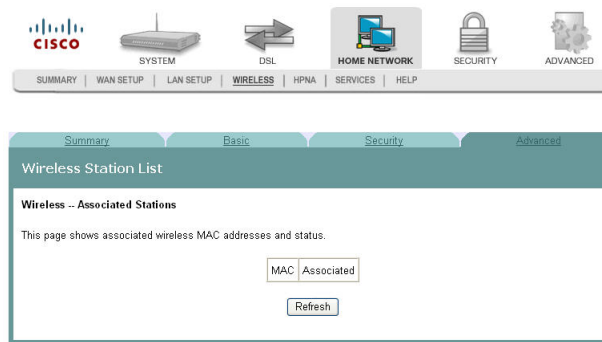 CISCO
SYSTEM DSL HOME NETWORK SECURITY ADVANCED
SUMMARY | WAN SETUP | LAN SETUP | WIRELESS | HPNA | SERVICES | HELP
Summary Basic Security Advanced
Wireless Station List
Wireless -- Associated Stations
This page shows associated wireless MAC addresses and status.
MAC Associated
Refresh